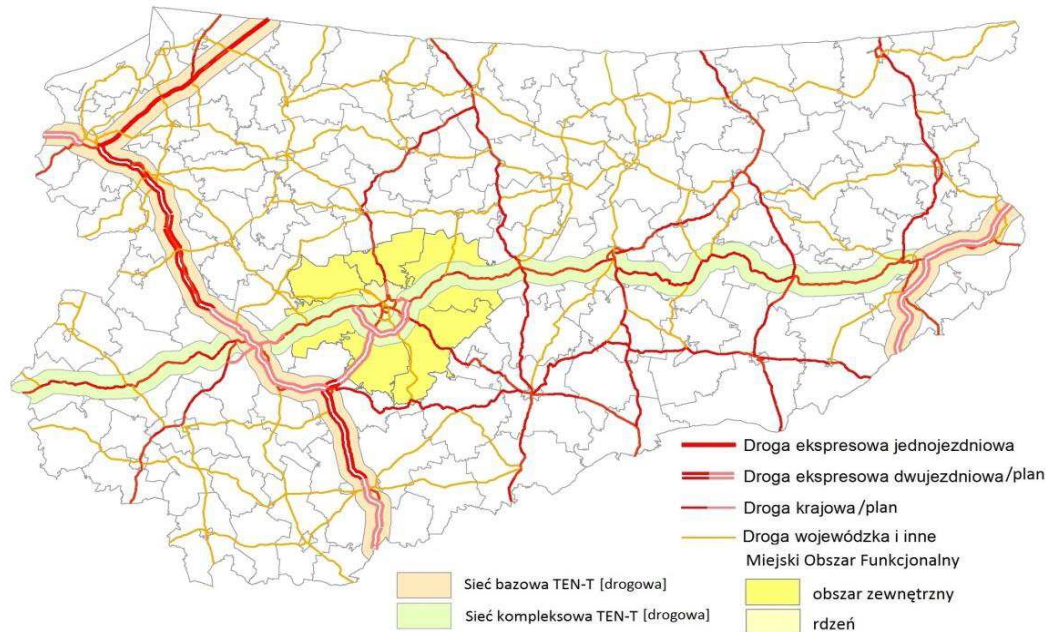 Droga ekspresowa jednojezdniowa
Droga ekspresowa dwujezdniowa/plan
Droga krajowa/plan
Droga wojewódzka i inne
Miejski Obszar Funkcjonalny
obszar zewnętrzny
rdzeń
Sieć bazowa TEN-T [drogowa]
Sieć kompleksowa TEN-T [drogowa]